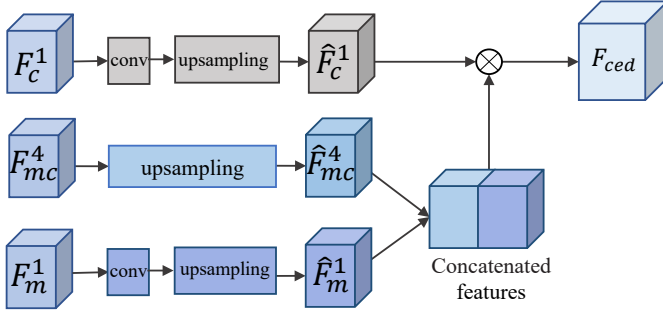 F_c^1 conv upsampling F̂_c^1 F_ced
F_mc^4 upsampling F̂_mc^4
F_m^1 conv upsampling F̂_m^1
Concatenated
features